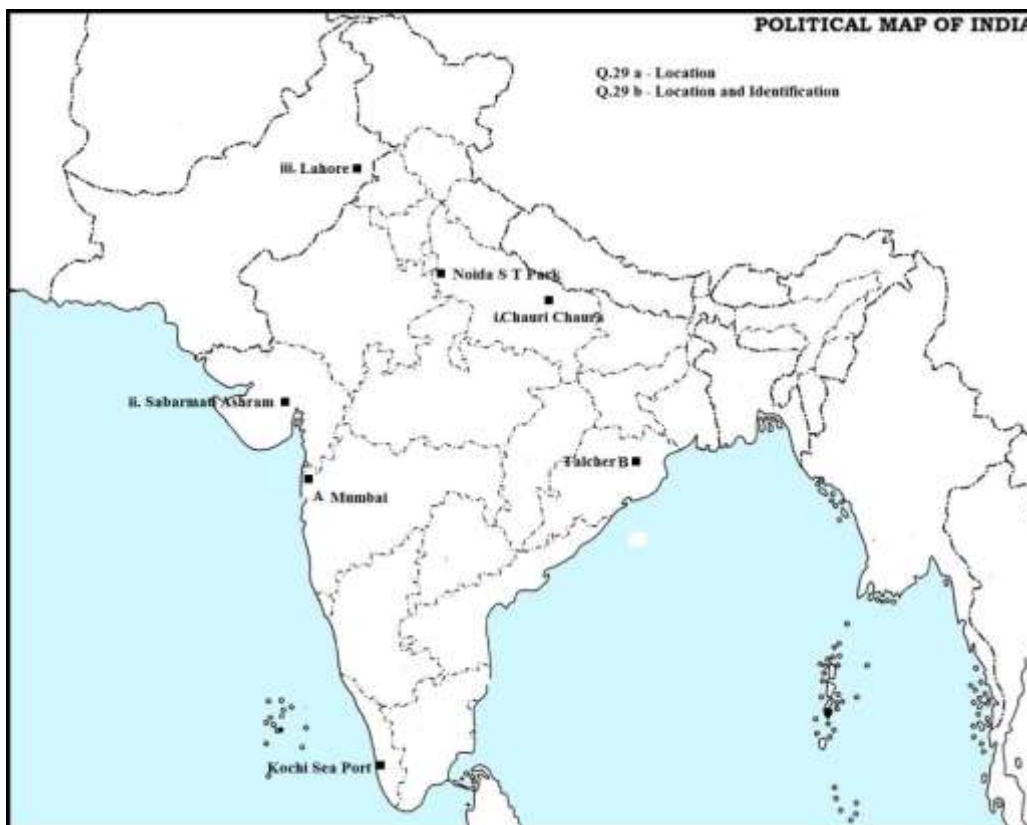 POLITICAL MAP OF INDIA
Q.29 a - Location
Q.29 b - Location and Identification
iii. Lahore
Noida S T Park
i.Chauri Chaura
ii. Sabarmati Ashram
Talcher B
A Mumbai
Kochi Sea Port